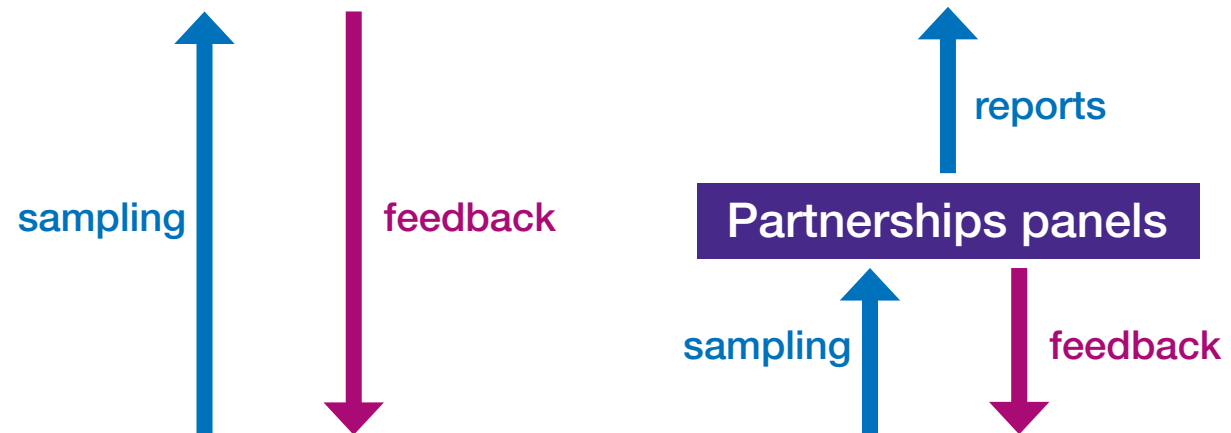 sampling
feedback
reports
Partnerships panels
sampling
feedback